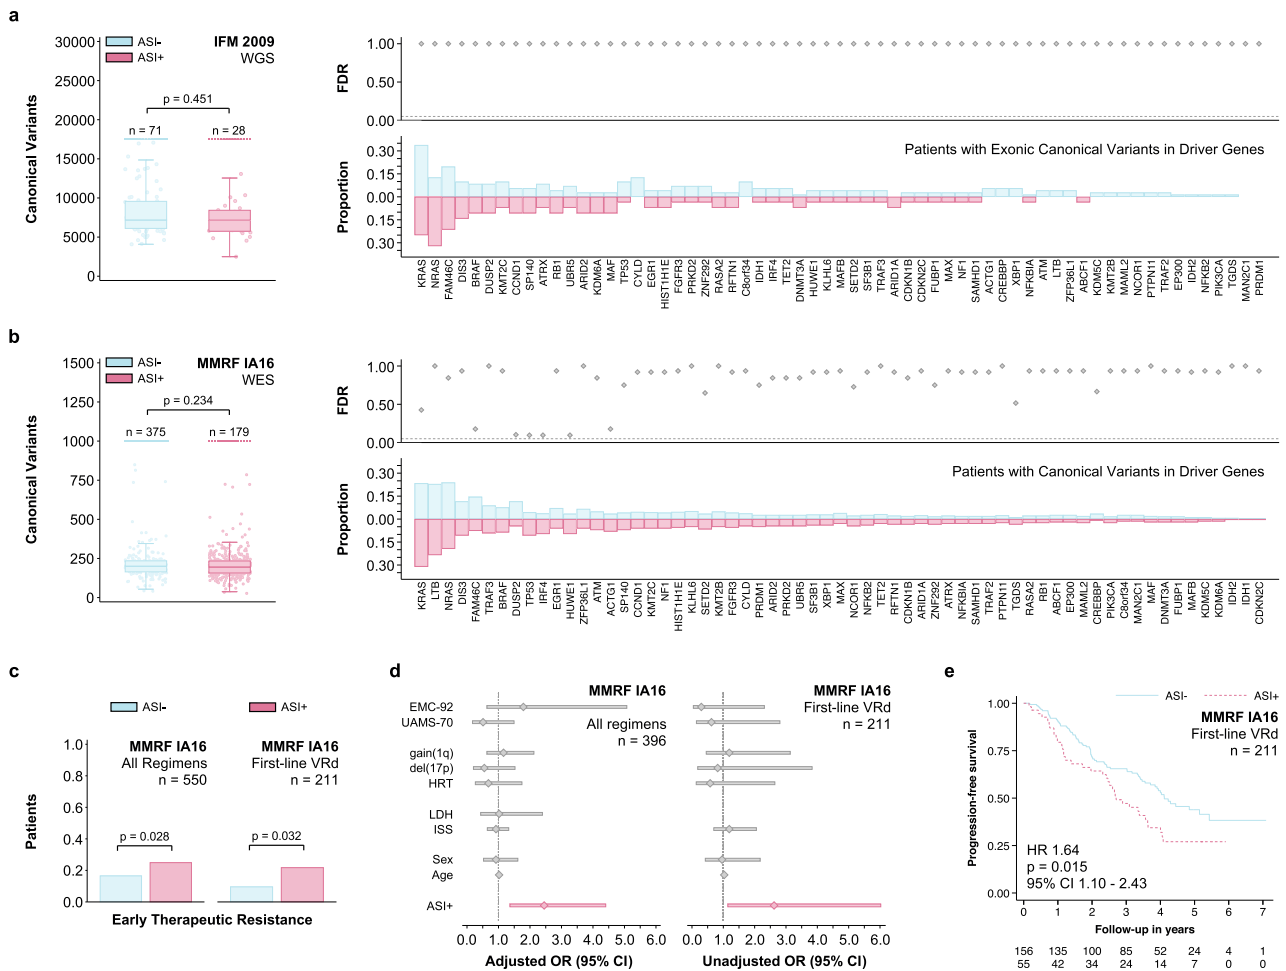 a
ASI-
ASI+
IFM 2009
WGS
30000
25000
20000
15000
10000
5000
0
Canonical Variants
p = 0.451
n = 71
n = 28
FDR
1.00
0.50
0.00
Proportion
0.30
0.15
0.00
0.15
0.30
Patients with Exonic Canonical Variants in Driver Genes
KRAS
NRAS
FAM46C
DIS3
BRAF
DUSP2
KMT2C
CCND1
SP140
ATRX
RB1
UBR5
ARID2
KDM6A
MAF
TP53
CYLD
EGR1
HIST1H1E
FGFR3
PRKD2
ZNF292
RASA2
RFTN1
C8orf34
IDH1
IRF4
TET2
DNMT3A
HUWE1
KLHL6
MAFB
SETD2
SF3B1
TRAF3
ARID1A
CDKN1B
CDKN2C
FUBP1
MAX
NF1
SAMHD1
ACTG1
CREBBP
XBP1
NFKBIA
ATM
LTB
ZFP36L1
ABCF1
KDM5C
KMT2B
MAML2
NCOR1
PTPN11
TRAF2
EP300
IDH2
NFKB2
PIK3CA
TGDS
MAN2C1
PRDM1
b
ASI-
ASI+
MMRF IA16
WES
1500
1250
1000
750
500
250
0
Canonical Variants
p = 0.234
n = 375
n = 179
FDR
1.00
0.50
0.00
Proportion
0.30
0.15
0.00
0.15
0.30
Patients with Canonical Variants in Driver Genes
KRAS
LTB
NRAS
DIS3
FAM46C
TRAF3
BRAF
DUSP2
TP53
IRF4
EGR1
HUWE1
ZFP36L1
ATM
ACTG1
SP140
CCND1
KMT2C
NF1
HIST1H1E
KLHL6
SETD2
KMT2B
FGFR3
CYLD
PRDM1
ARID2
PRKD2
UBR5
SF3B1
XBP1
MAX
NCOR1
NFKB2
TET2
RFTN1
CDKN1B
ARID1A
ZNF292
ATRX
NFKBIA
SAMHD1
TRAF2
PTPN11
TGDS
RASA2
RB1
ABCF1
EP300
MAML2
CREBBP
PIK3CA
C8orf34
MAN2C1
MAF
DNMT3A
FUBP1
MAFB
KDM5C
KDM6A
IDH2
IDH1
CDKN2C
c
ASI-
ASI+
MMRF IA16
All Regimens
n = 550
MMRF IA16
First-line VRd
n = 211
1.0
0.8
0.6
0.4
0.2
0.0
Patients
p = 0.028
p = 0.032
Early Therapeutic Resistance
d
MMRF IA16
All regimens
n = 396
MMRF IA16
First-line VRd
n = 211
EMC-92
UAMS-70
gain(1q)
del(17p)
HRT
LDH
ISS
Sex
Age
ASI+
0.0 1.0 2.0 3.0 4.0 5.0 6.0
Adjusted OR (95% CI)
0.0 1.0 2.0 3.0 4.0 5.0 6.0
Unadjusted OR (95% CI)
e
ASI-
ASI+
MMRF IA16
First-line VRd
n = 211
1.00
0.75
0.50
0.25
0.00
Progression-free survival
HR 1.64
p = 0.015
95% CI 1.10 - 2.43
0 1 2 3 4 5 6 7
Follow-up in years
156 135 100 85 52 24 4 1
55 42 34 24 14 7 0 0